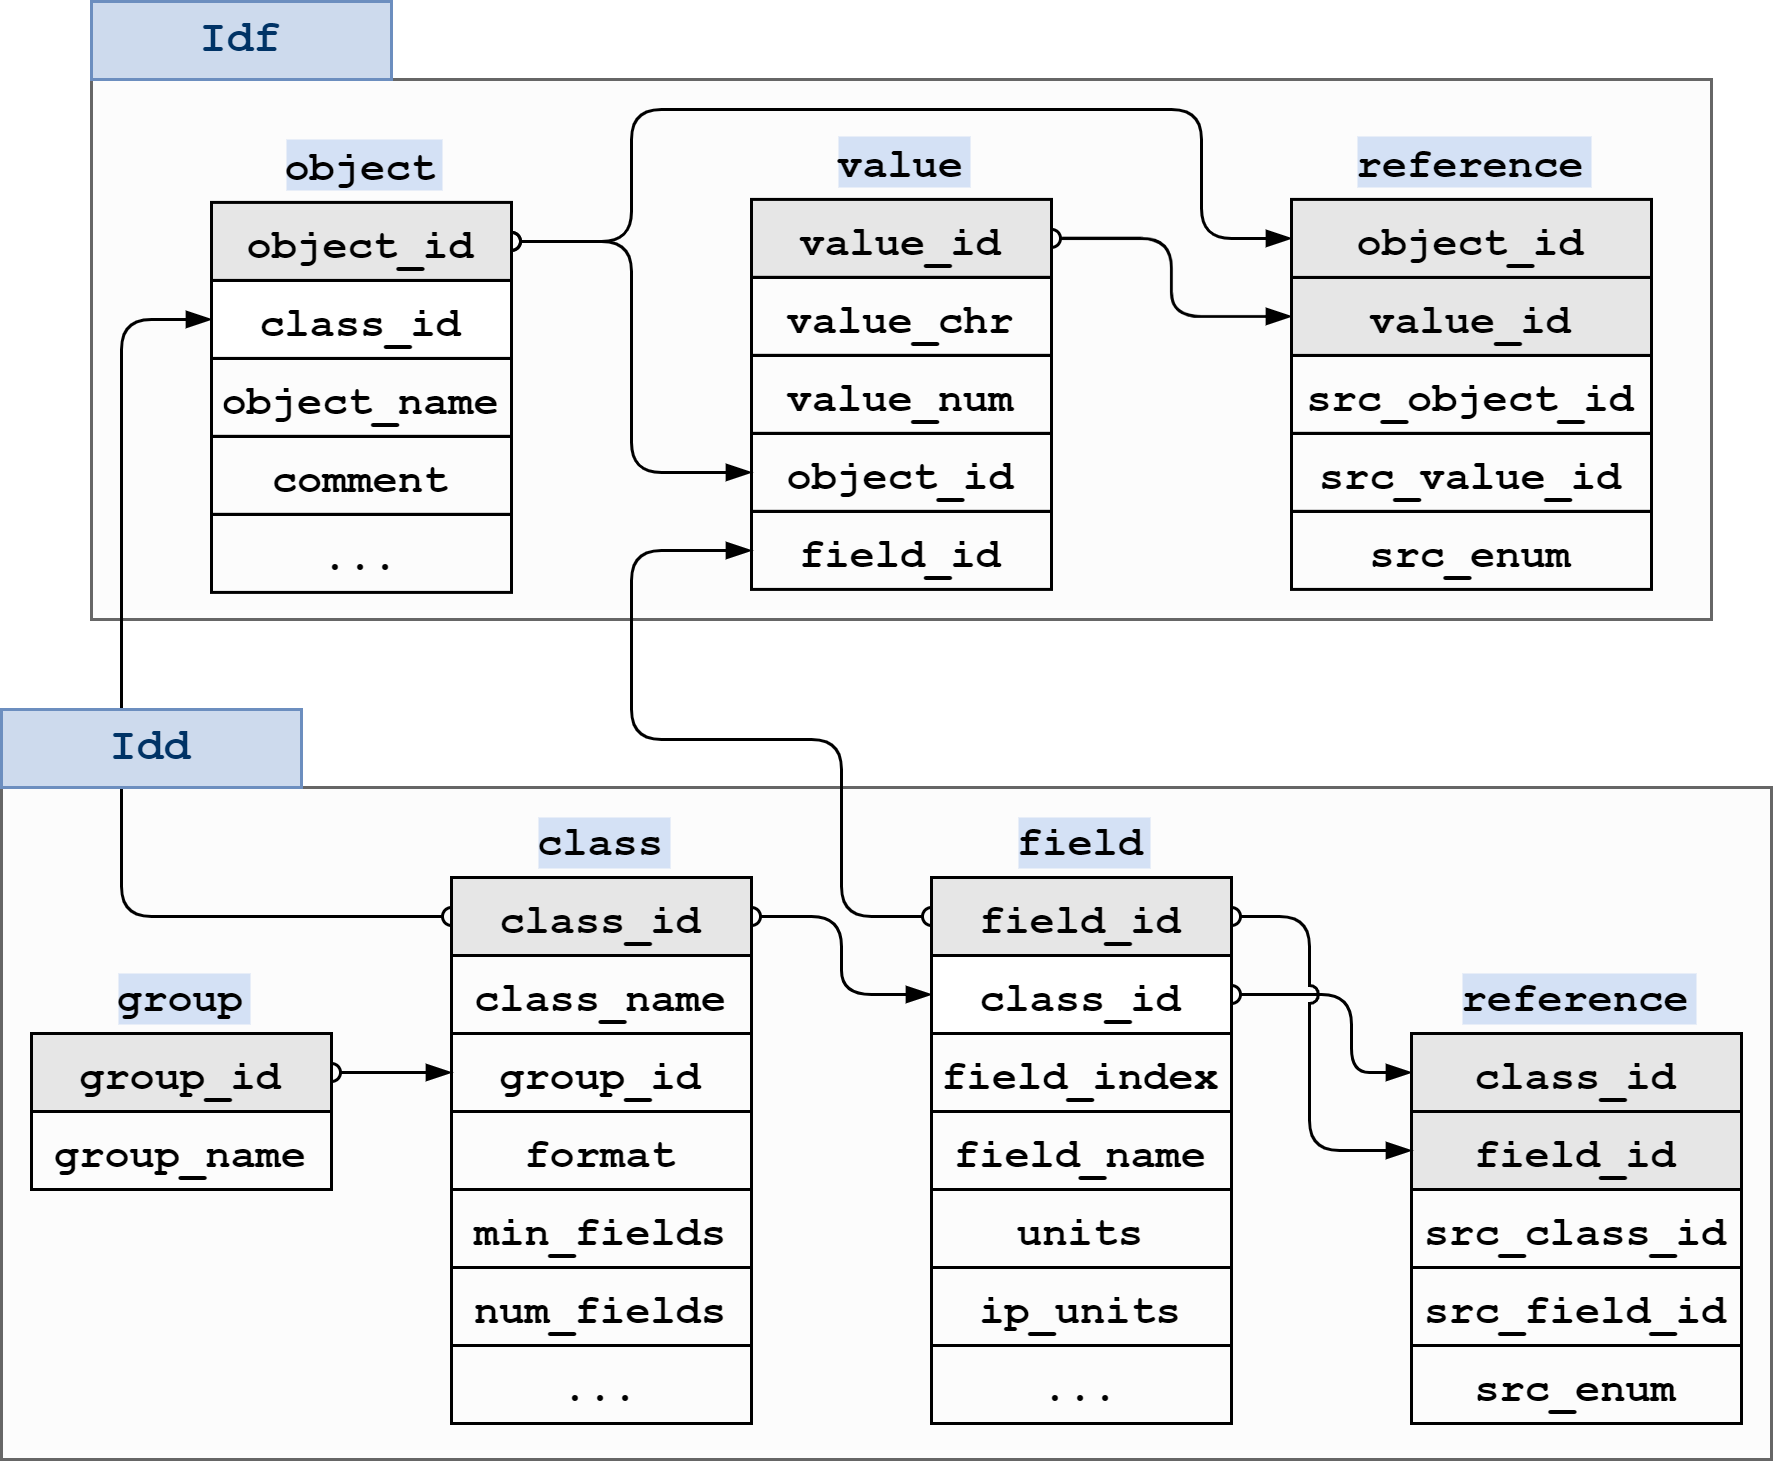 Idf
object
object_id
class_id
object_name
comment
...
value
value_id
value_chr
value_num
object_id
field_id
reference
object_id
value_id
src_object_id
src_value_id
src_enum
Idd
group
group_id
group_name
class
class_id
class_name
group_id
format
min_fields
num_fields
...
field
field_id
class_id
field_index
field_name
units
ip_units
...
reference
class_id
field_id
src_class_id
src_field_id
src_enum